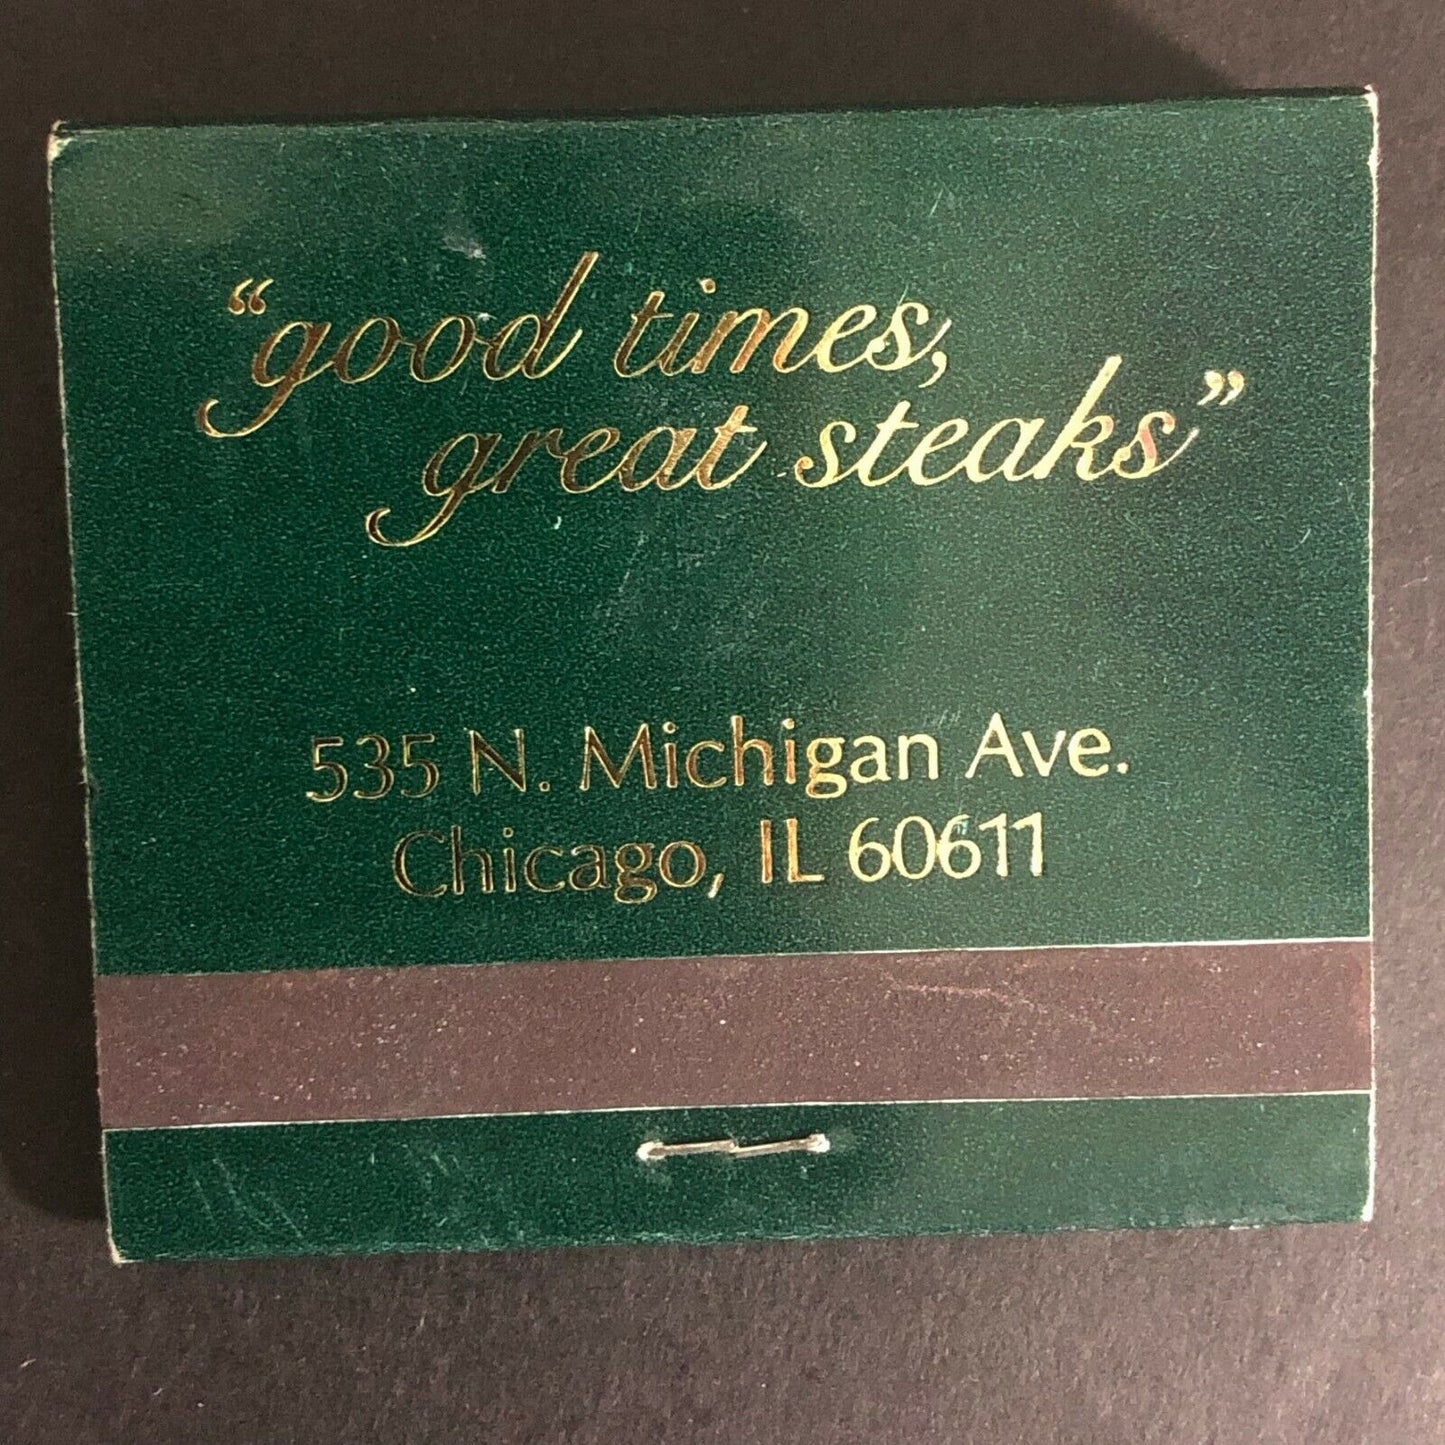 “good times,
great steaks”
535 N. Michigan Ave.
Chicago, IL 60611